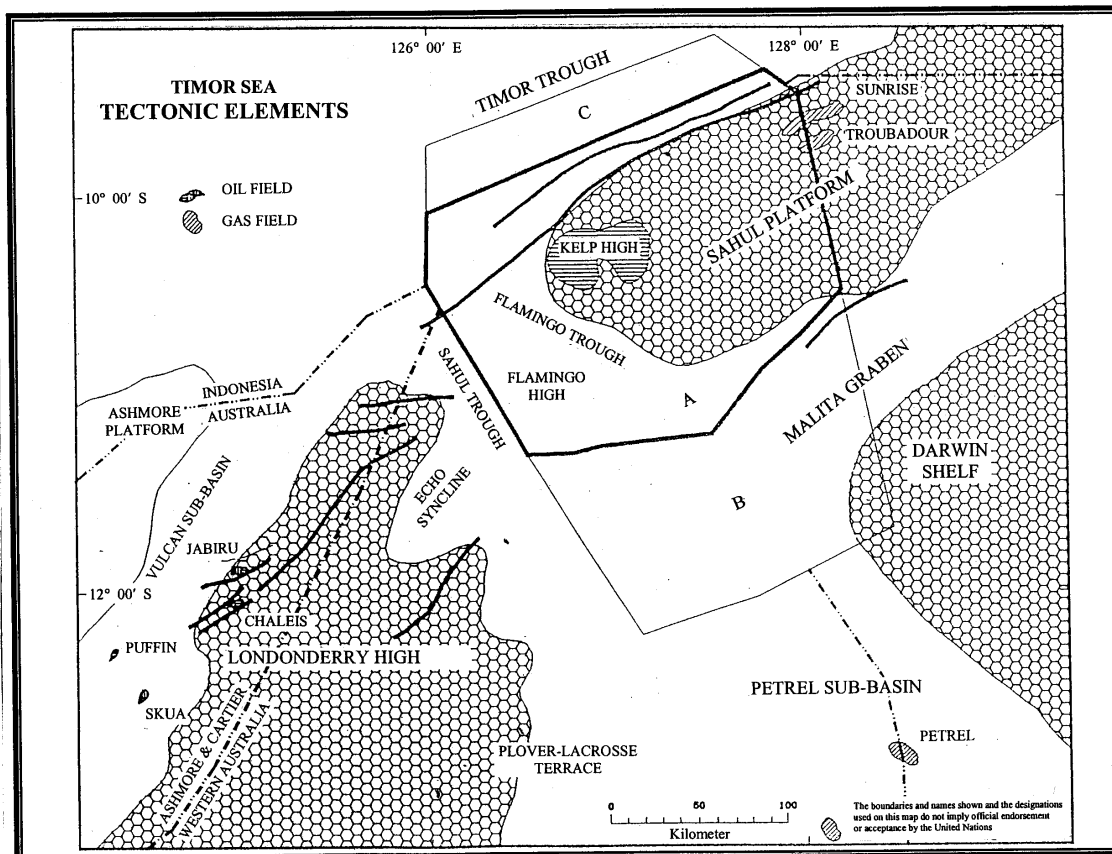 126° 00′ E
128° 00′ E
TIMOR SEA
TECTONIC ELEMENTS
TIMOR TROUGH
C
SUNRISE
TROUBADOUR
10° 00′ S
OIL FIELD
GAS FIELD
SAHUL PLATFORM
KELP HIGH
FLAMINGO TROUGH
SAHUL TROUGH
FLAMINGO
HIGH
A
MALITA GRABEN
INDONESIA
AUSTRALIA
ASHMORE
PLATFORM
DARWIN
SHELF
ECHO
SYNCLINE
B
VULCAN SUB-BASIN
JABIRU
12° 00′ S
CHALEIS
PUFFIN
LONDONDERRY HIGH
SKUA
PETREL SUB-BASIN
PETREL
ASHMORE & CARTIER
WESTERN AUSTRALIA
PLOVER-LACROSSE
TERRACE
0 50 100
Kilometer
The boundaries and names shown and the designations
used on this map do not imply official endorsement
or acceptance by the United Nations